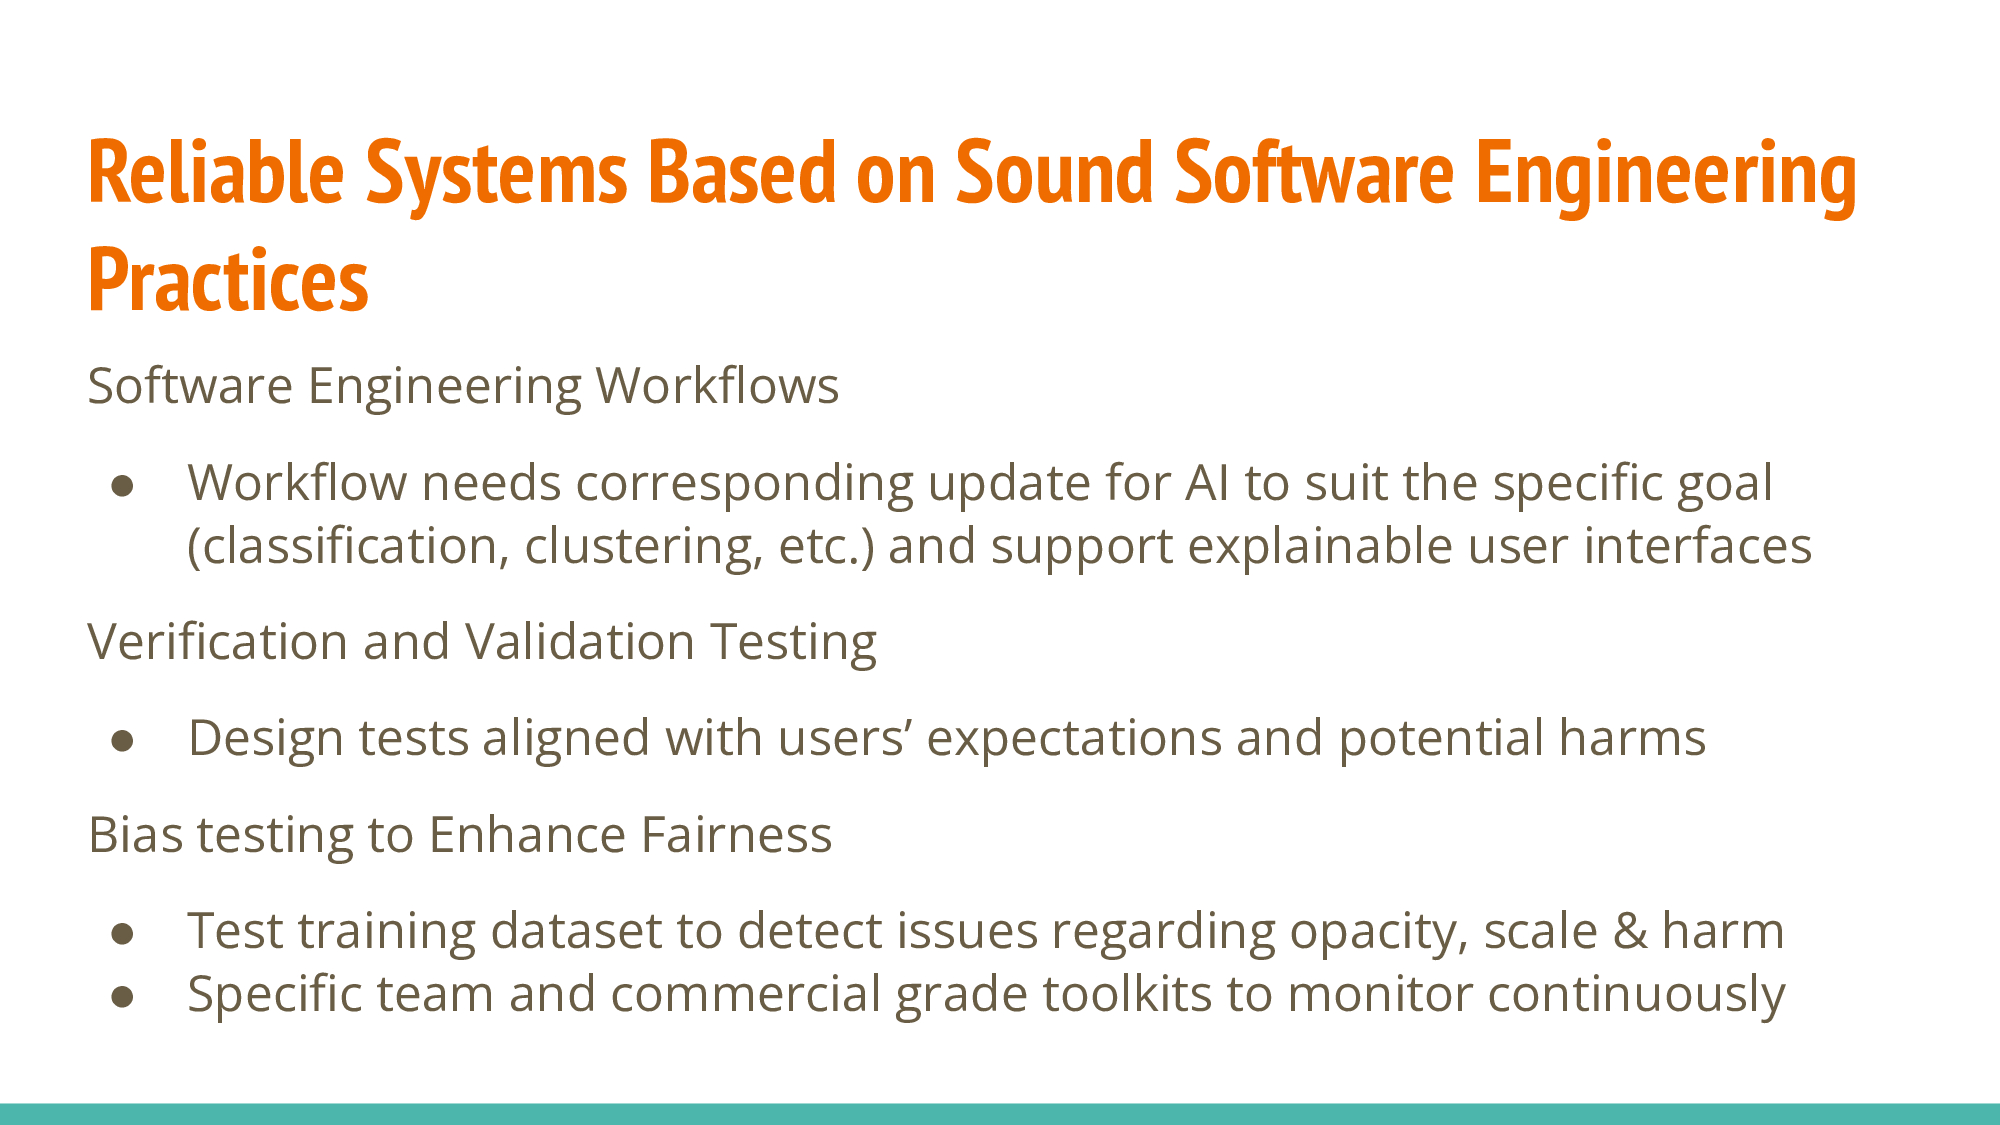 Reliable Systems Based on Sound Software Engineering
Practices
Software Engineering Workflows
● Workflow needs corresponding update for AI to suit the specific goal
(classification, clustering, etc.) and support explainable user interfaces
Verification and Validation Testing
● Design tests aligned with users’ expectations and potential harms
Bias testing to Enhance Fairness
● Test training dataset to detect issues regarding opacity, scale & harm
● Specific team and commercial grade toolkits to monitor continuously